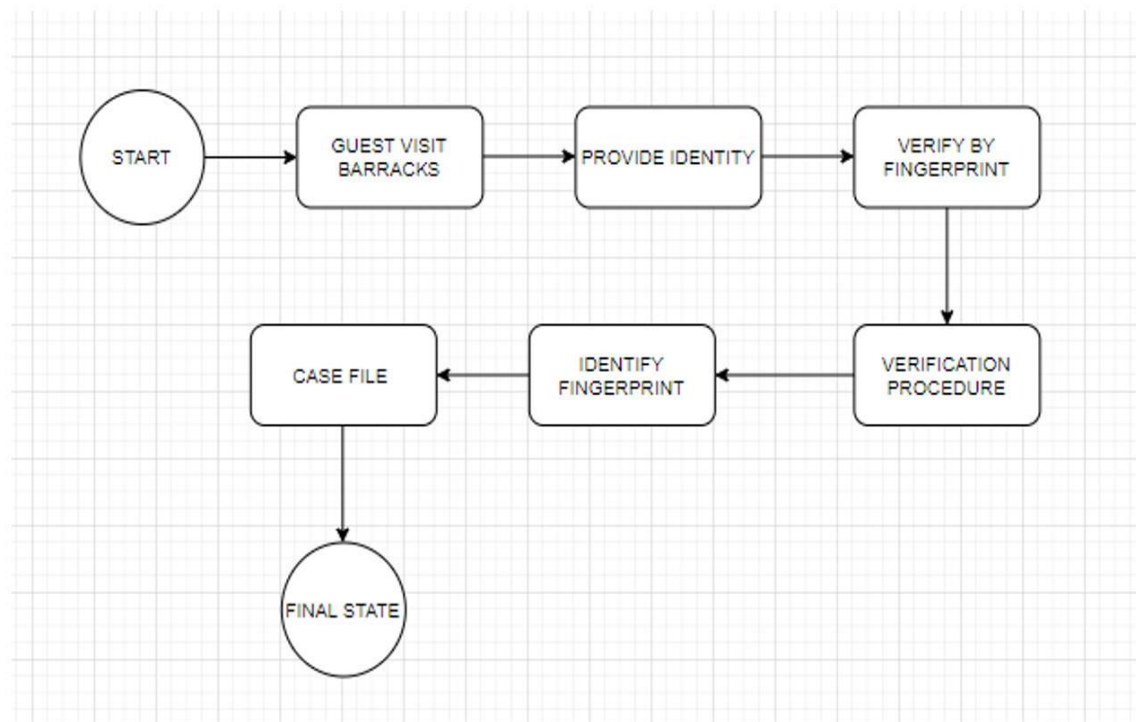 START
GUEST VISIT
BARRACKS
PROVIDE IDENTITY
VERIFY BY
FINGERPRINT
VERIFICATION
PROCEDURE
IDENTIFY
FINGERPRINT
CASE FILE
FINAL STATE